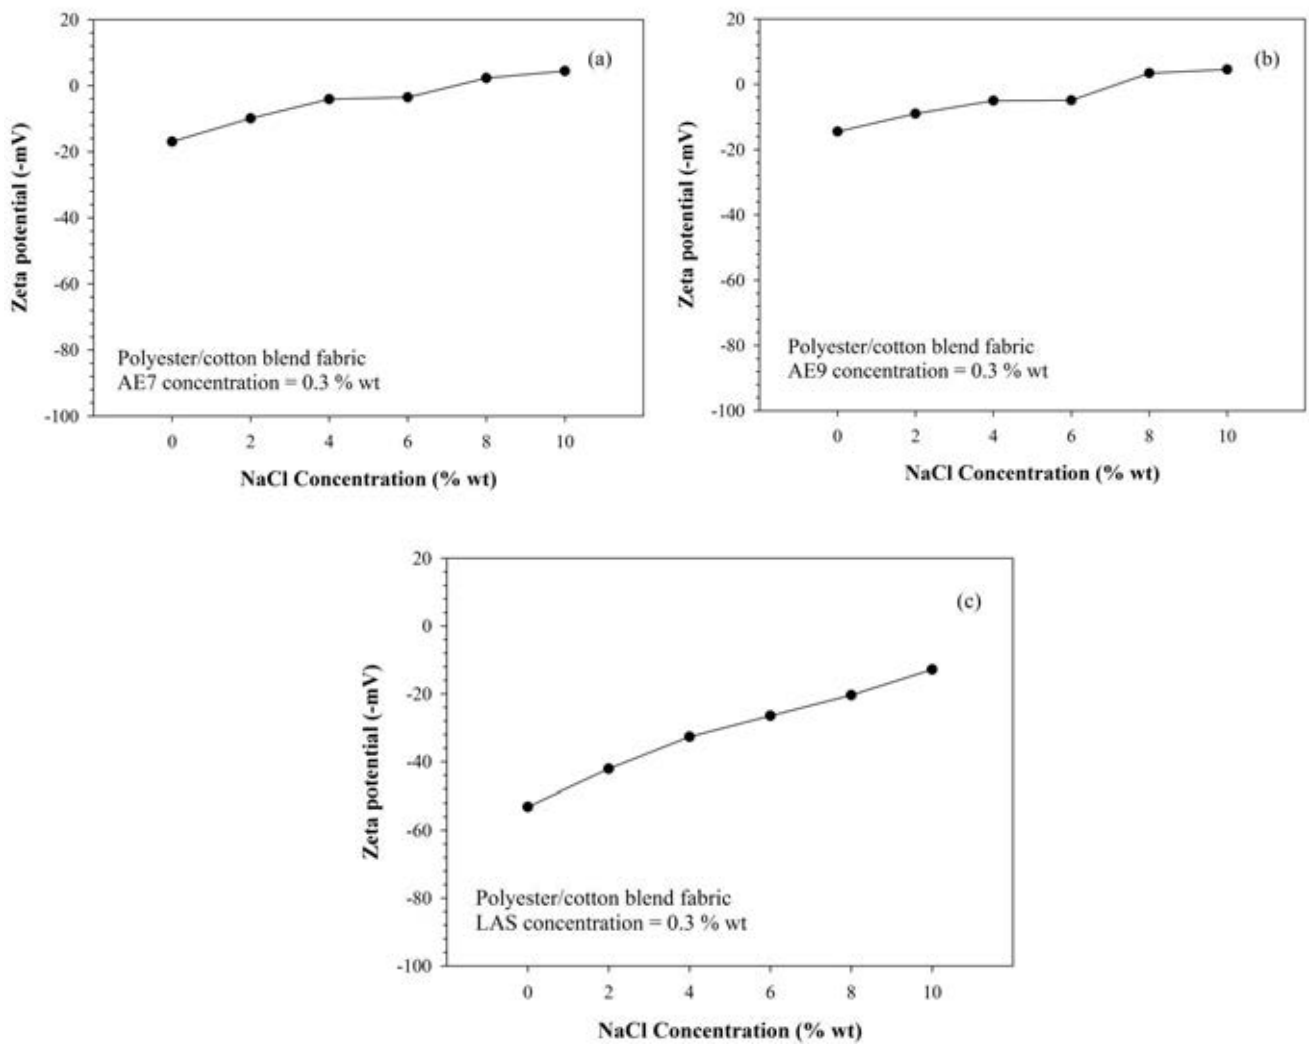 20
0
-20
-40
-60
-80
-100
Zeta potential (-mV)
(a)
Polyester/cotton blend fabric
AE7 concentration = 0.3 % wt
0 2 4 6 8 10
NaCl Concentration (% wt)
20
0
-20
-40
-60
-80
-100
Zeta potential (-mV)
(b)
Polyester/cotton blend fabric
AE9 concentration = 0.3 % wt
0 2 4 6 8 10
NaCl Concentration (% wt)
20
0
-20
-40
-60
-80
-100
Zeta potential (-mV)
(c)
Polyester/cotton blend fabric
LAS concentration = 0.3 % wt
0 2 4 6 8 10
NaCl Concentration (% wt)